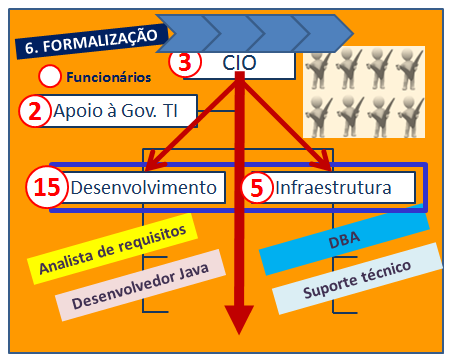 6. FORMALIZAÇÃO
3 CIO
Funcionários
2 Apoio à Gov. TI
15 Desenvolvimento
5 Infraestrutura
Analista de requisitos
DBA
Desenvolvedor Java
Suporte técnico